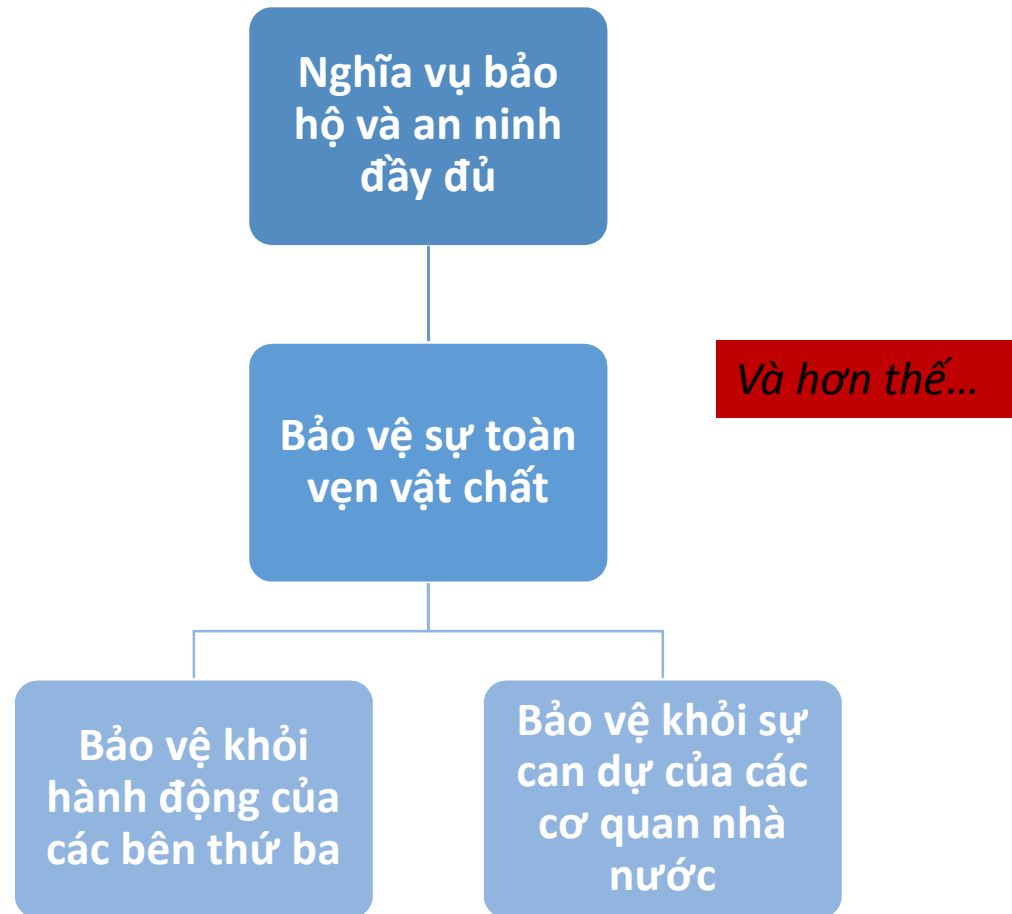 Nghĩa vụ bảo
hộ và an ninh
đầy đủ
Và hơn thế...
Bảo vệ sự toàn
vẹn vật chất
Bảo vệ khỏi
hành động của
các bên thứ ba
Bảo vệ khỏi sự
can dự của các
cơ quan nhà
nước